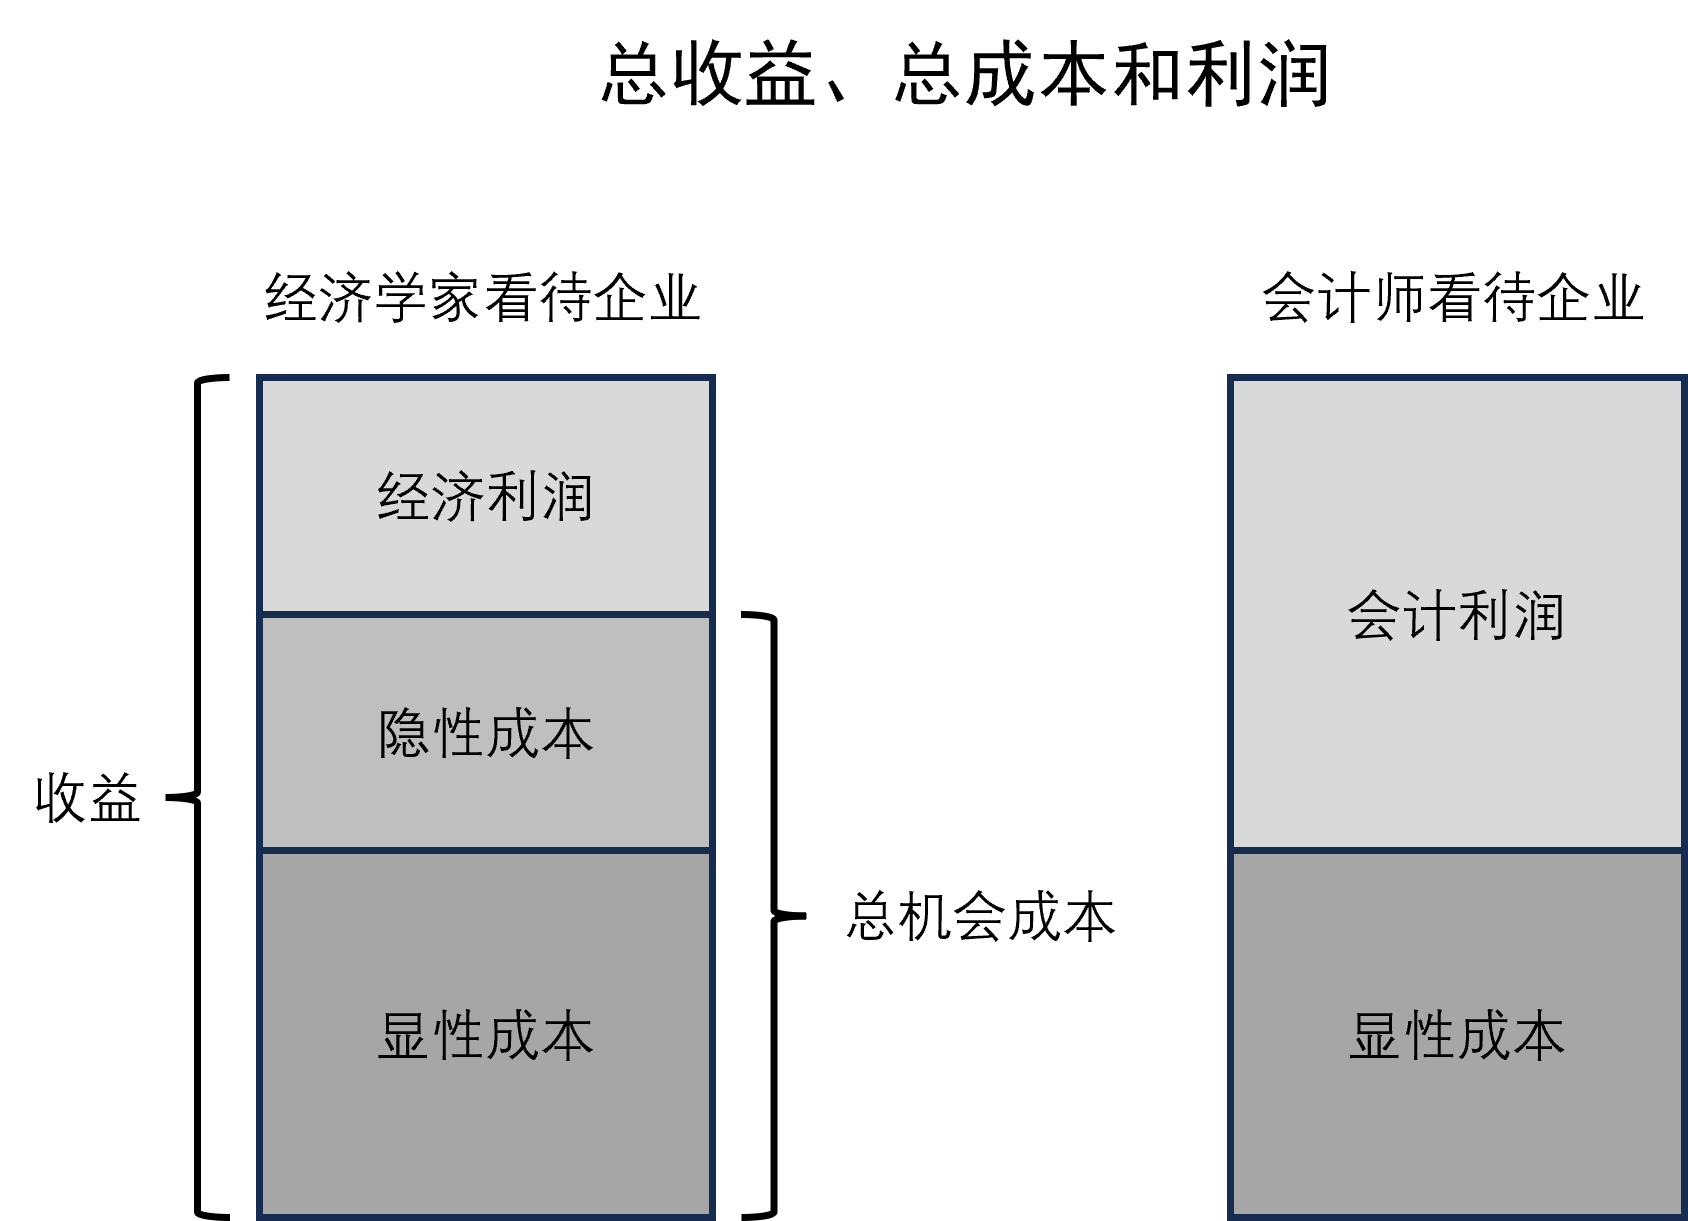 总收益、总成本和利润
经济学家看待企业
会计师看待企业
经济利润
会计利润
隐性成本
收益
总机会成本
显性成本
显性成本